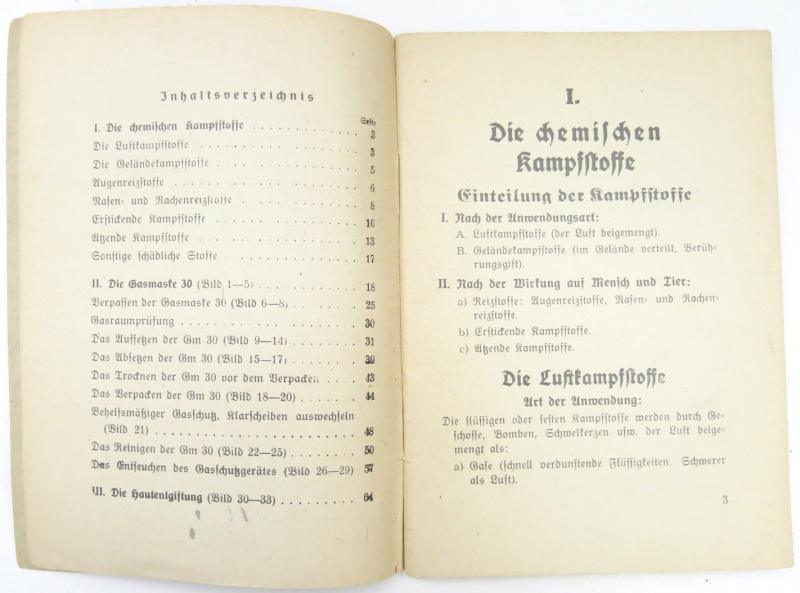 Inhaltsverzeichnis
Seite
I. Die chemischen Kampfstoffe . . . . . . . . . . . 3
Die Luftkampfstoffe . . . . . . . . . . . . . . 3
Die Geländekampfstoffe . . . . . . . . . . . . 5
Augenreizstoffe . . . . . . . . . . . . . . . . 6
Nasen- und Rachenreizstoffe . . . . . . . . . . 8
Erstickende Kampfstoffe . . . . . . . . . . . . 10
Ätzende Kampfstoffe . . . . . . . . . . . . . 13
Sonstige schädliche Stoffe . . . . . . . . . . . 17
II. Die Gasmaske 30 (Bild 1—5) . . . . . . . . . . 18
Verpassen der Gasmaske 30 (Bild 6—8) . . . . . . 25
Gasraumprüfung . . . . . . . . . . . . . . . 30
Das Aufsetzen der Gm 30 (Bild 9—14) . . . . . . 31
Das Absetzen der Gm 30 (Bild 15—17) . . . . . . 39
Das Trocknen der Gm 30 vor dem Verpacken . . . 43
Das Verpacken der Gm 30 (Bild 18—20) . . . . . 44
Behelfsmäßiger Gasschutz, Klarscheiben auswechseln
(Bild 21) . . . . . . . . . . . . . . . . . 48
Das Reinigen der Gm 30 (Bild 22—25) . . . . . . 50
Das Entseuchen des Gasschutzgerätes (Bild 26—29) 57
III. Die Hautentgiftung (Bild 30—33) . . . . . . . . 64
I.
Die chemischen
Kampfstoffe
Einteilung der Kampfstoffe
I. Nach der Anwendungsart:
A. Luftkampfstoffe (der Luft beigemengt).
B. Geländekampfstoffe (im Gelände verteilt, Berüh-
rungsgift).
II. Nach der Wirkung auf Mensch und Tier:
a) Reizstoffe: Augenreizstoffe, Nasen- und Rachen-
reizstoffe.
b) Erstickende Kampfstoffe.
c) Ätzende Kampfstoffe.
Die Luftkampfstoffe
Art der Anwendung:
Die flüssigen oder festen Kampfstoffe werden durch Ge-
schosse, Bomben, Schwelkerzen usw. der Luft beige-
mengt als:
a) Gase (schnell verdunstende Flüssigkeiten. Schwerer
als Luft).
3